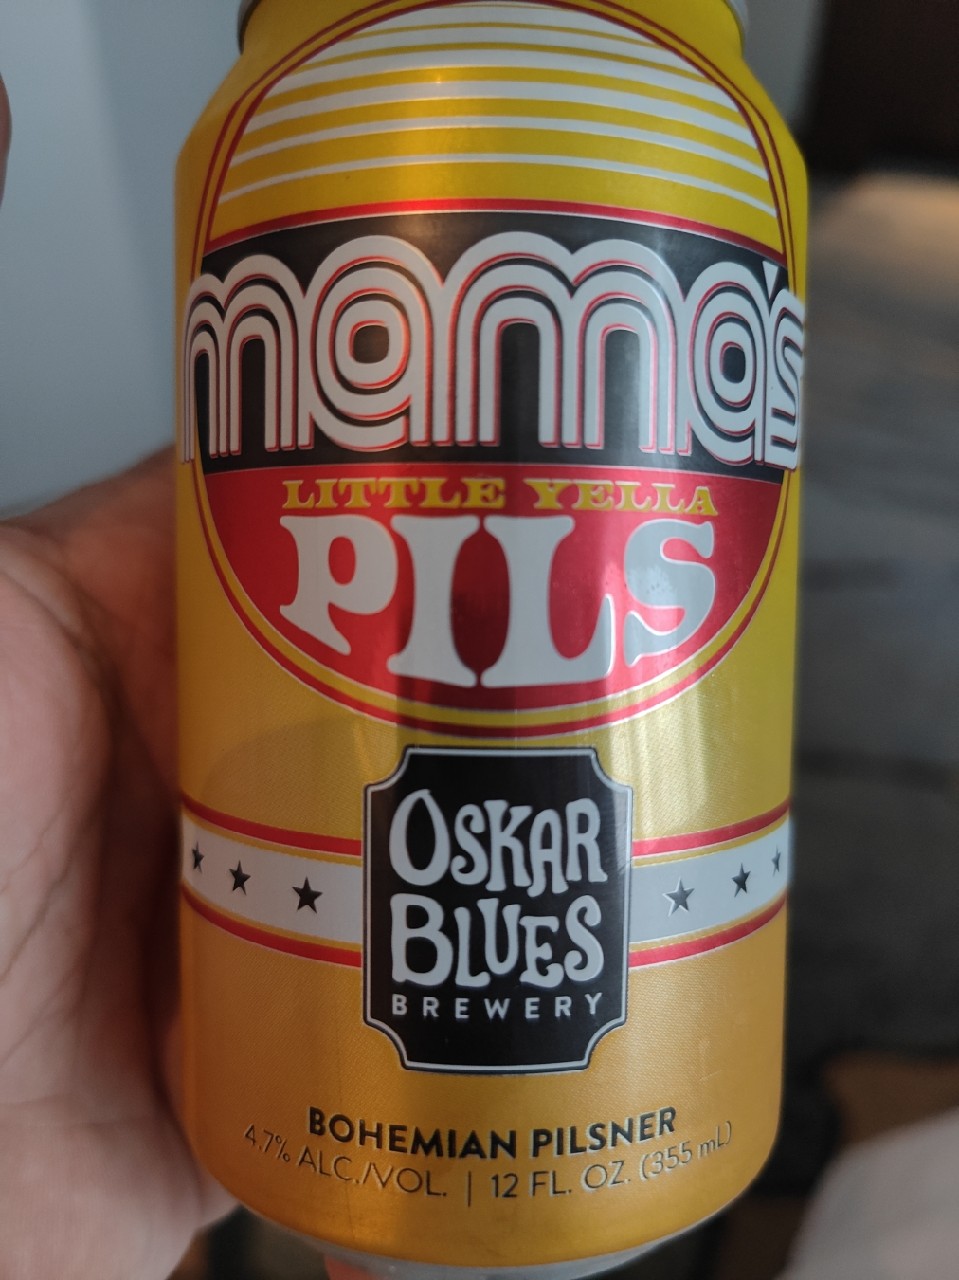 mama's
LITTLE YELLA
PILS
OSKAR
BLUES
BREWERY
BOHEMIAN PILSNER
4.7% ALC./VOL. | 12 FL. OZ. (355 mL)